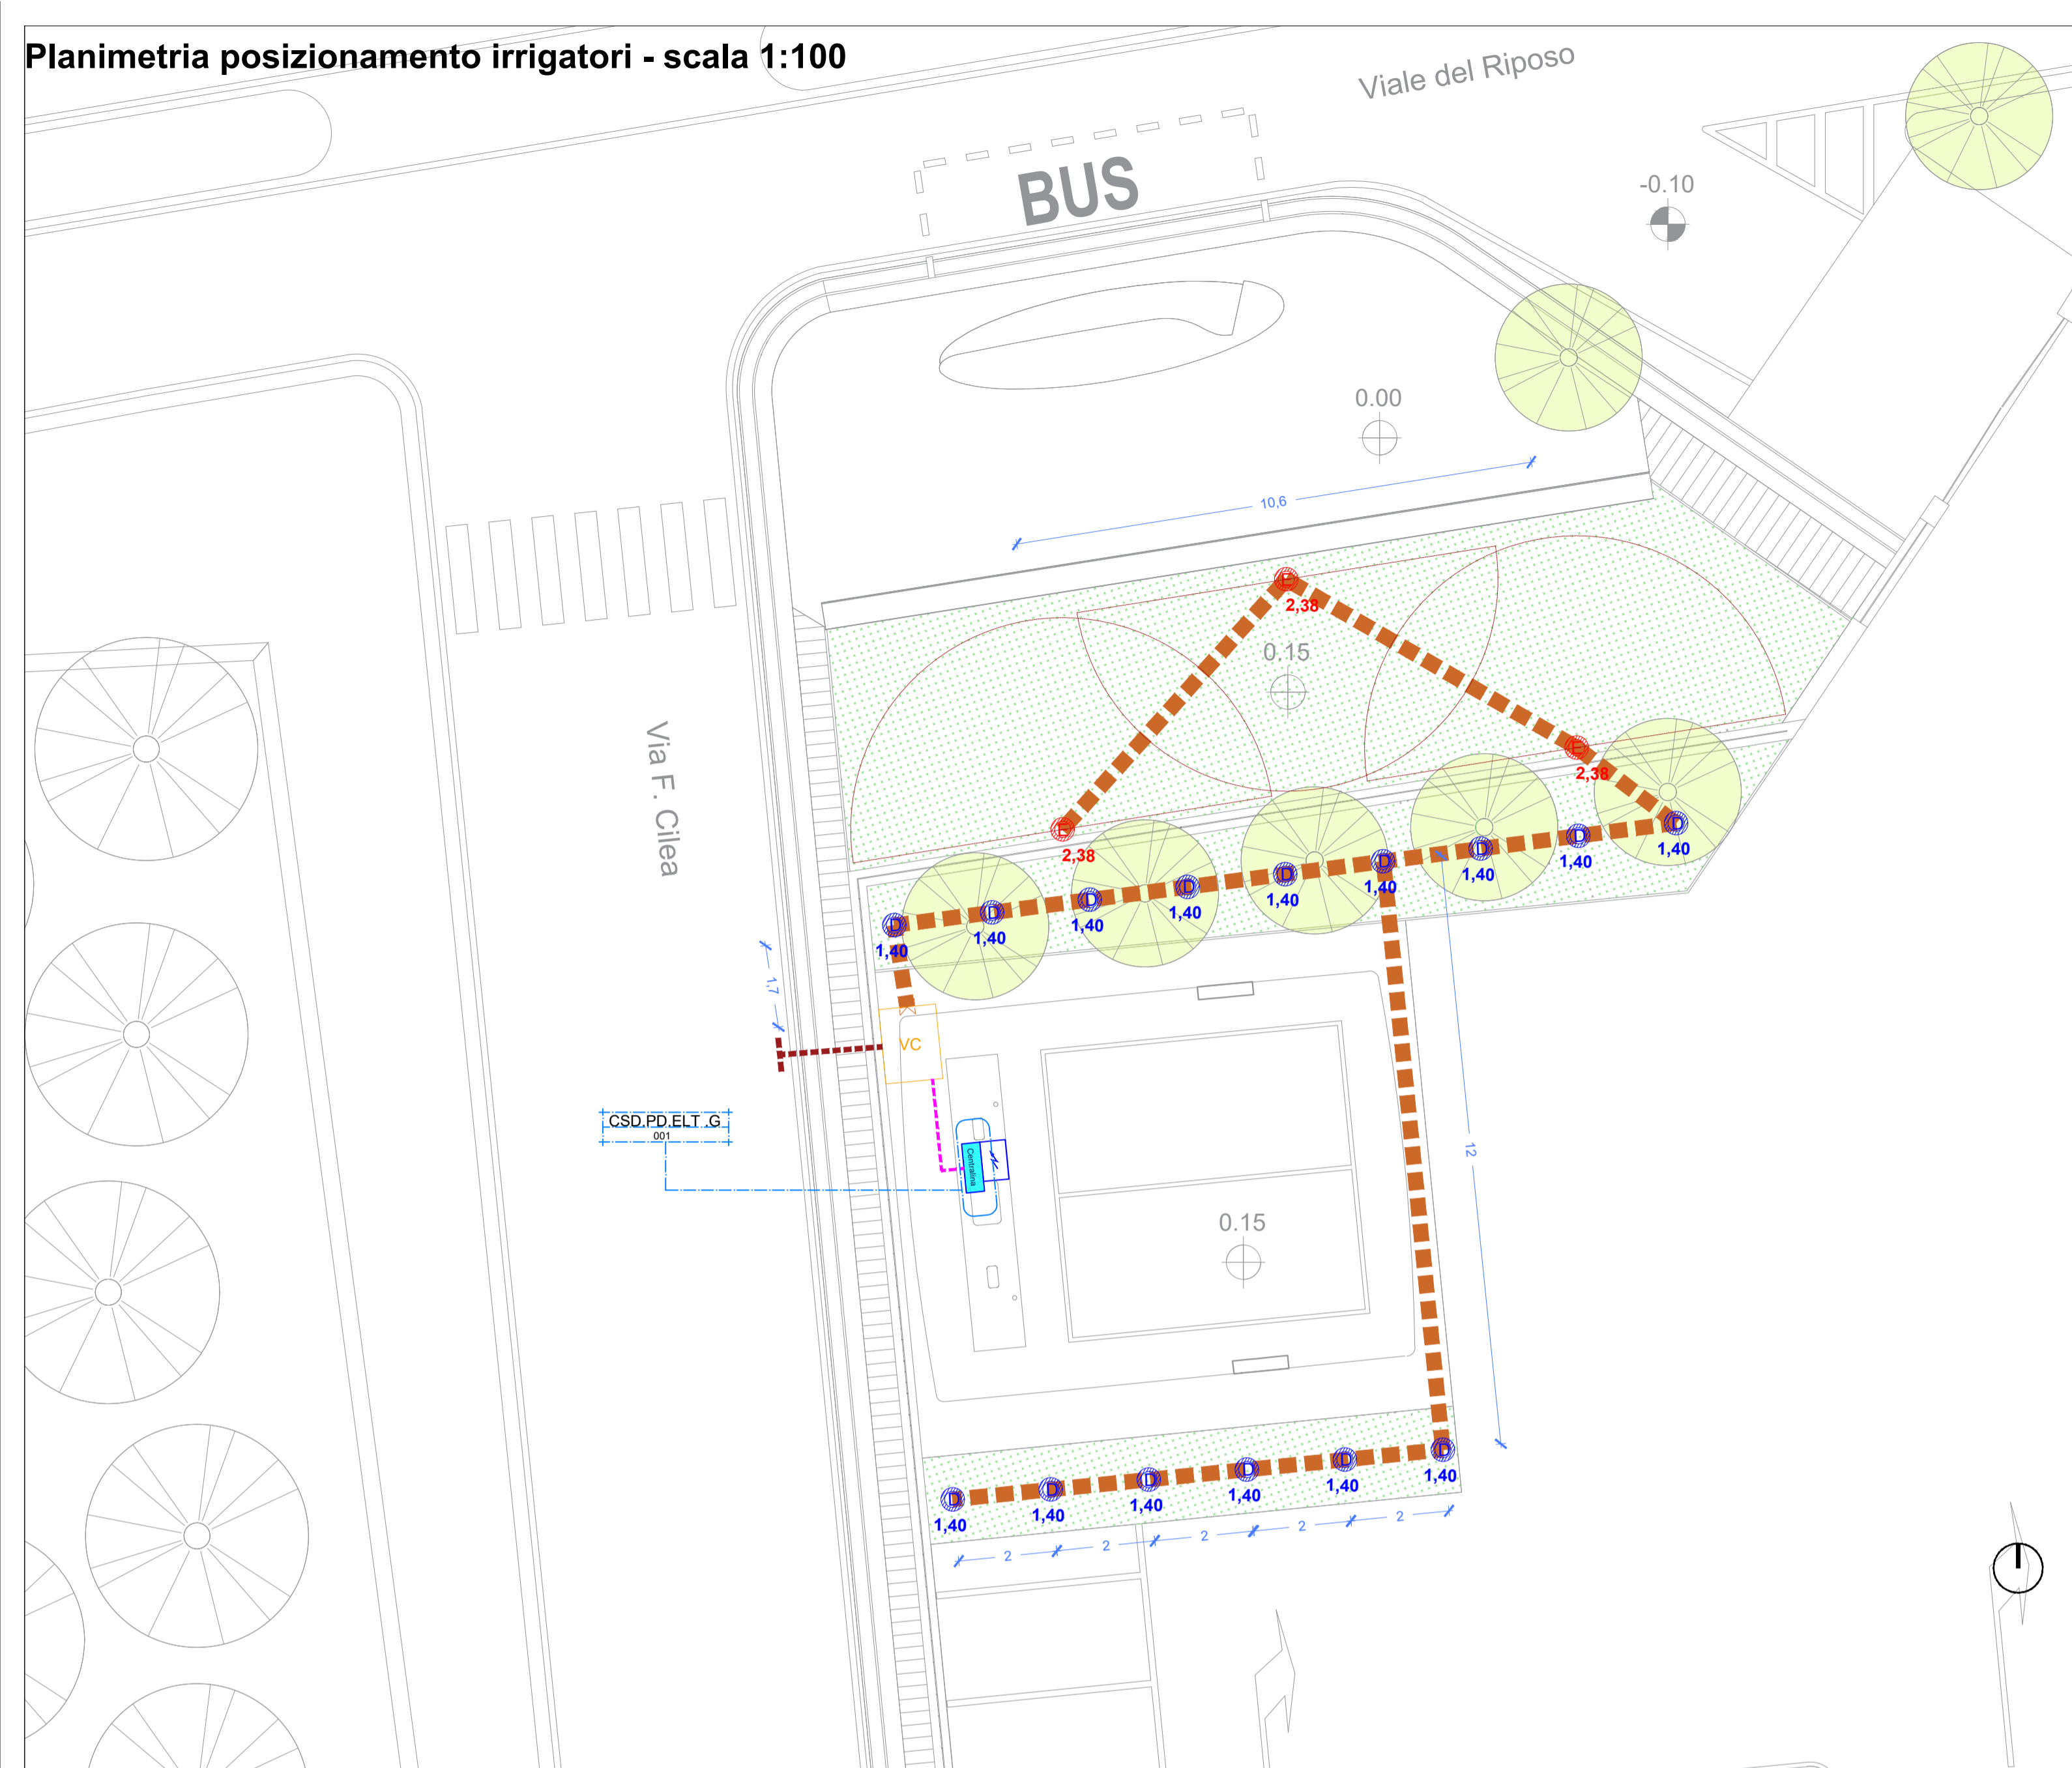 Planimetria posizionamento irrigatori - scala 1:100
Viale del Riposo
BUS
-0.10
0.00
10,6
E
2,38
0.15
Via F. Cilea
E
2,38
E
2,38
D
1,40
D
1,40
D
1,40
D
1,40
D
1,40
D
1,40
D
1,40
D
1,40
D
1,40
1,7
VC
CSD.PD.ELT .G
001
Centralina
12
0.15
D
1,40
D
1,40
D
1,40
D
1,40
D
1,40
D
1,40
2
2
2
2
2